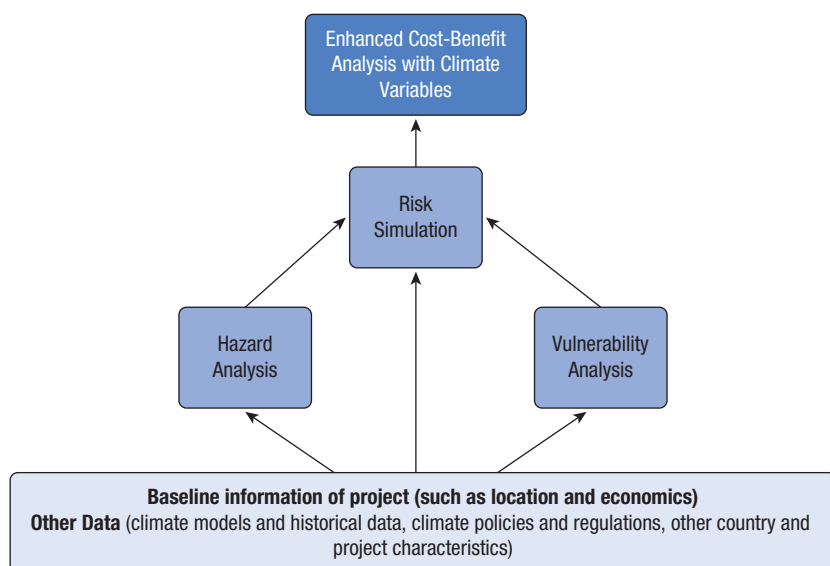 Enhanced Cost-Benefit
Analysis with Climate
Variables
Risk
Simulation
Hazard
Analysis
Vulnerability
Analysis
Baseline information of project (such as location and economics)
Other Data (climate models and historical data, climate policies and regulations, other country and
project characteristics)